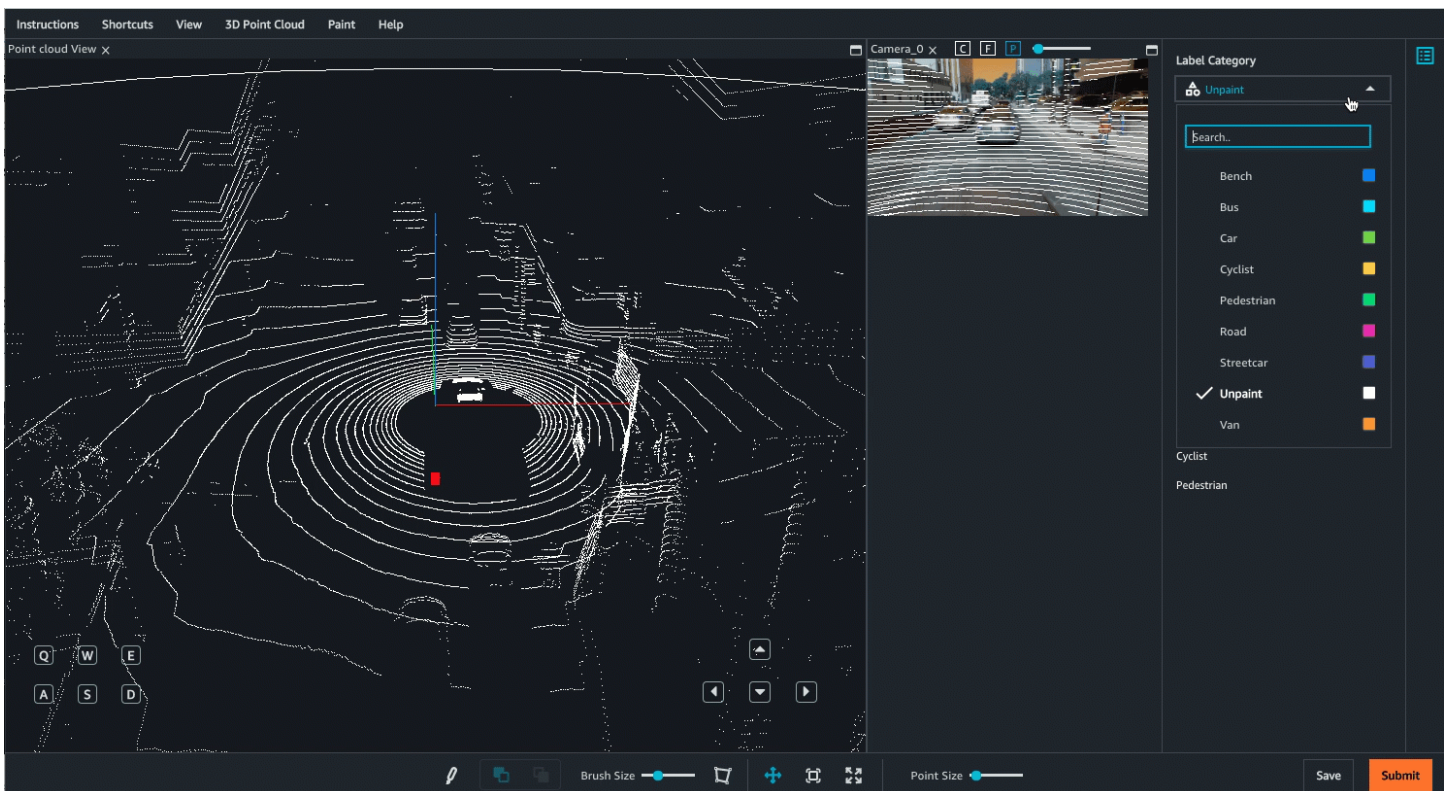 Instructions Shortcuts View 3D Point Cloud Paint Help
Point cloud View x
Camera_0 x C F P
Label Category
Unpaint
Search..
Bench
Bus
Car
Cyclist
Pedestrian
Road
Streetcar
Unpaint
Van
Cyclist
Pedestrian
Q W E
A S D
Brush Size Point Size Save Submit